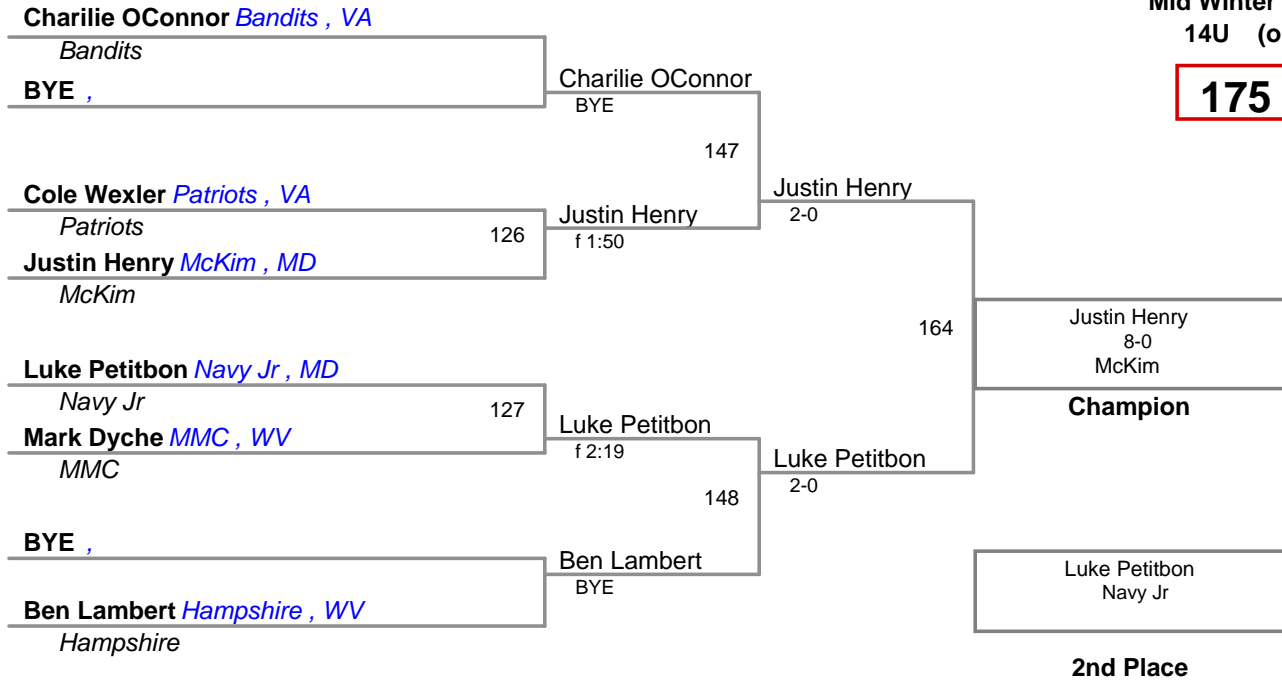 Mid Winter
14U (o
175
Charilie OConnor Bandits , VA
Bandits
BYE ,
Charilie OConnor
BYE
147
Cole Wexler Patriots , VA
Patriots
126
Justin Henry McKim , MD
McKim
Justin Henry
f 1:50
Justin Henry
2-0
Luke Petitbon Navy Jr , MD
Navy Jr
127
Mark Dyche MMC , WV
MMC
Luke Petitbon
f 2:19
148
Luke Petitbon
2-0
BYE ,
Ben Lambert
BYE
Ben Lambert Hampshire , WV
Hampshire
164
Justin Henry
8-0
McKim
Champion
Luke Petitbon
Navy Jr
2nd Place